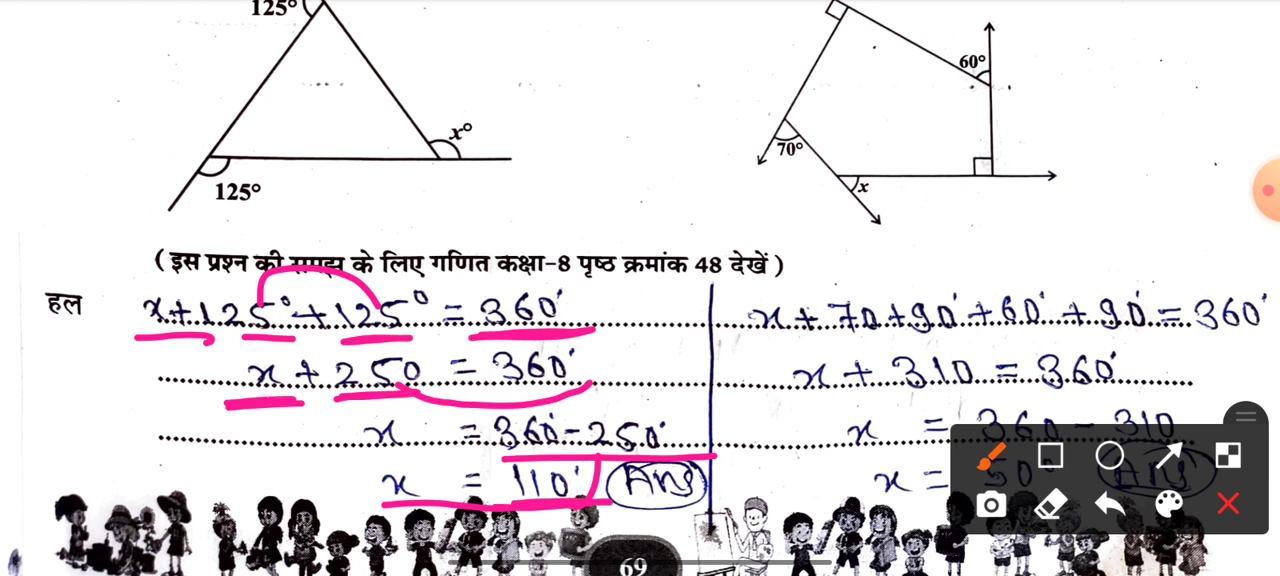 125°
60°
x°
70°
125°
x
( इस प्रश्न की समझ के लिए गणित कक्षा-8 पृष्ठ क्रमांक 48 देखें )
हल x+125°+125° = 360°
x+70+90°+60°+90°=360°
x + 250 = 360°
x + 310 = 360°
x = 360°-250°
x = 360 - 310
x = 110° Ans
x = 50° Ans
69